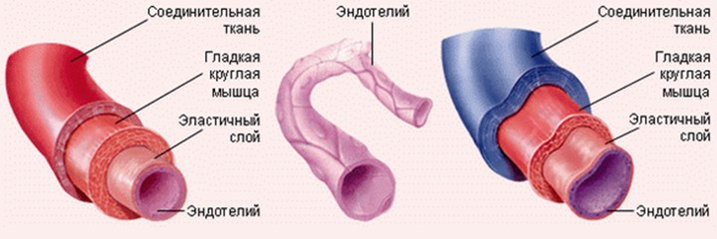 Соединительная
ткань
Гладкая
круглая
мышца
Эластичный
слой
Эндотелий
Эндотелий
Соединительная
ткань
Гладкая
круглая
мышца
Эластичный
слой
Эндотелий